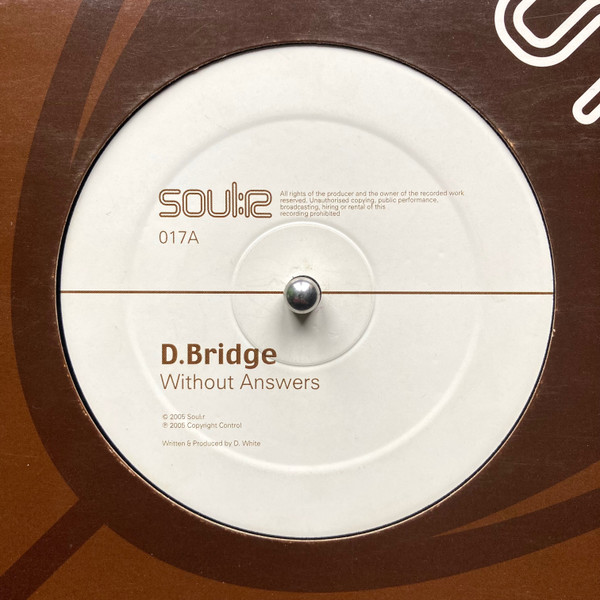 SOUL:R
All rights of the producer and the owner of the recorded work
reserved. Unauthorised copying, public performance,
broadcasting, hiring or rental of this
recording prohibited
017A
D.Bridge
Without Answers
© 2005 Soul:r
℗ 2005 Copyright Control
Written & Produced by D. White